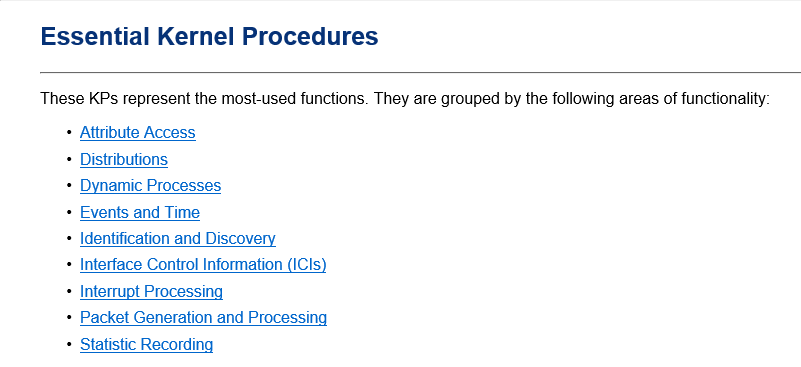 Essential Kernel Procedures
These KPs represent the most-used functions. They are grouped by the following areas of functionality:
• Attribute Access
• Distributions
• Dynamic Processes
• Events and Time
• Identification and Discovery
• Interface Control Information (ICIs)
• Interrupt Processing
• Packet Generation and Processing
• Statistic Recording